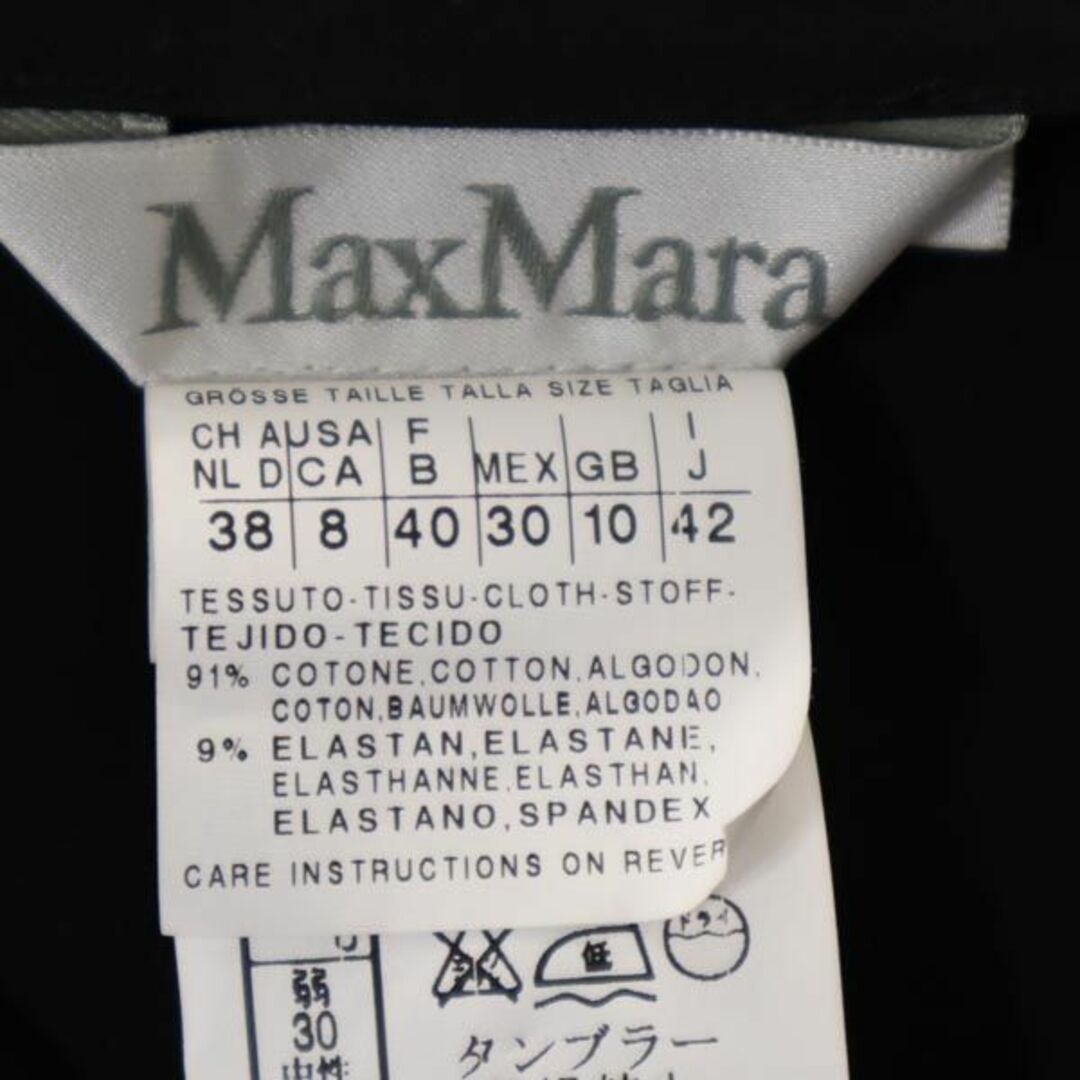 MaxMara
GRÖSSE TAILLE TALLA SIZE TAGLIA
CH A USA F I
NL D CA B MEX GB J
38 8 40 30 10 42
TESSUTO-TISSU-CLOTH-STOFF-
TEJIDO-TECIDO
91% COTONE,COTTON,ALGODON,
COTON,BAUMWOLLE,ALGODAO
9% ELASTAN,ELASTANE,
ELASTHANNE,ELASTHAN,
ELASTANO,SPANDEX
CARE INSTRUCTIONS ON REVER
低
ドライ
弱
30
中性
タンブラー